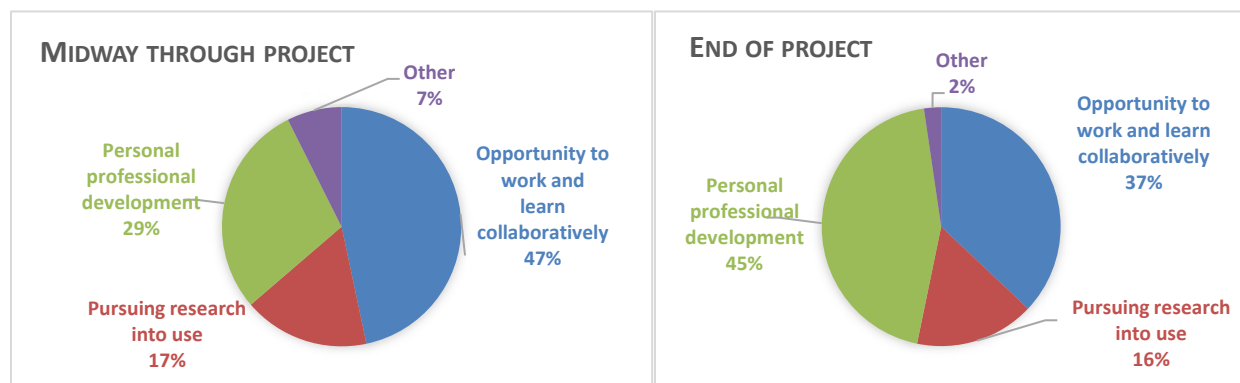 MIDWAY THROUGH PROJECT
Other
7%
Personal
professional
development
29%
Opportunity to
work and
learn
collaboratively
47%
Pursuing research
into use
17%
END OF PROJECT
Other
2%
Opportunity to
work and learn
collaboratively
37%
Personal
professional
development
45%
Pursuing research
into use
16%